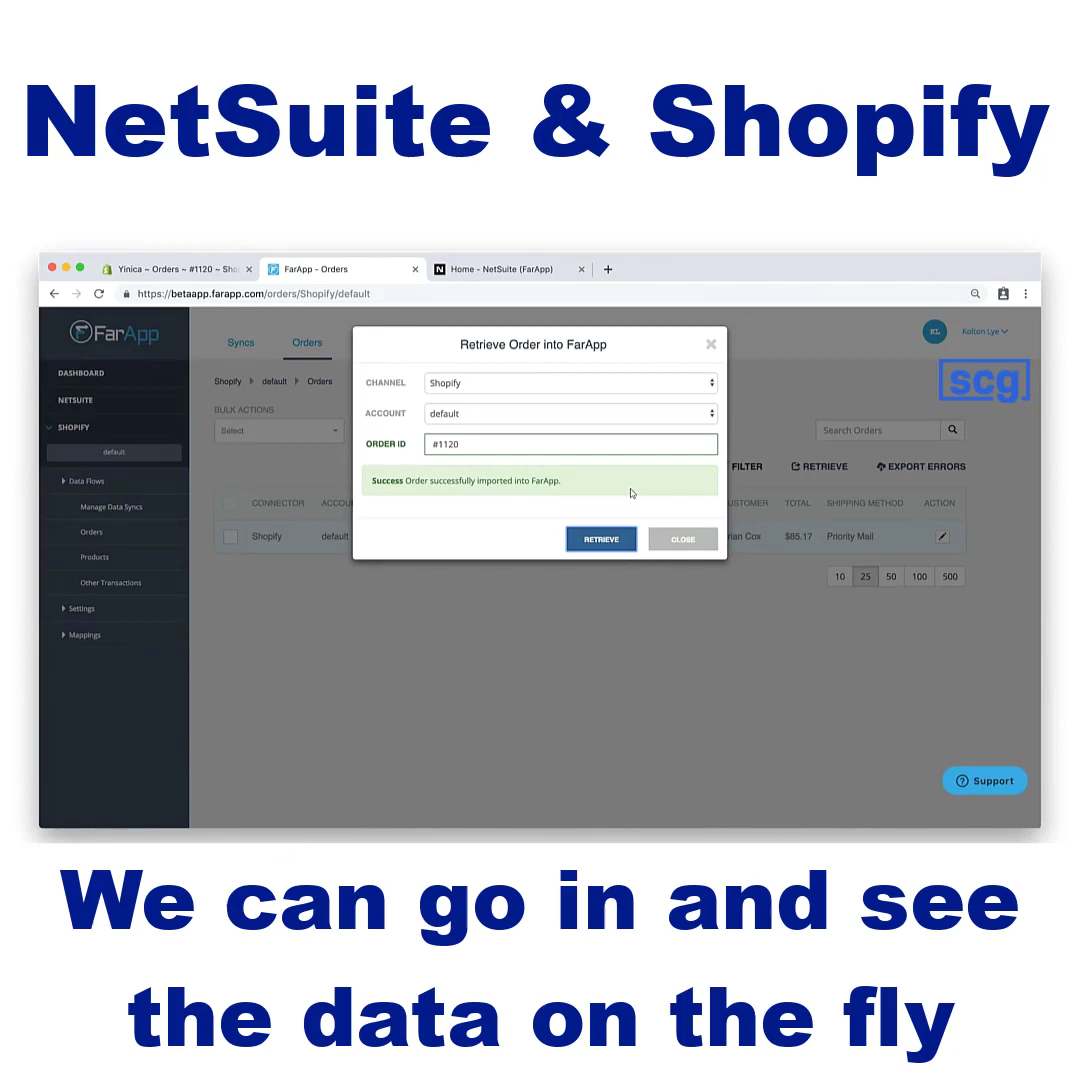 NetSuite & Shopify
Yinica ~ Orders ~ #1120 ~ Sho
FarApp - Orders
Home - NetSuite (FarApp)
https://betaapp.farapp.com/orders/Shopify/default
FarApp
Syncs
Orders
KL
Kolton Lye
DASHBOARD
NETSUITE
SHOPIFY
default
Data Flows
Manage Data Syncs
Orders
Products
Other Transactions
Settings
Mappings
Shopify default Orders
BULK ACTIONS
Select
Retrieve Order into FarApp
CHANNEL Shopify
ACCOUNT default
ORDER ID #1120
Success Order successfully imported into FarApp.
RETRIEVE CLOSE
scg
Search Orders
FILTER RETRIEVE EXPORT ERRORS
CONNECTOR ACCOU USTOMER TOTAL SHIPPING METHOD ACTION
Shopify default rian Cox $85.17 Priority Mail
10 25 50 100 500
Support
We can go in and see
the data on the fly